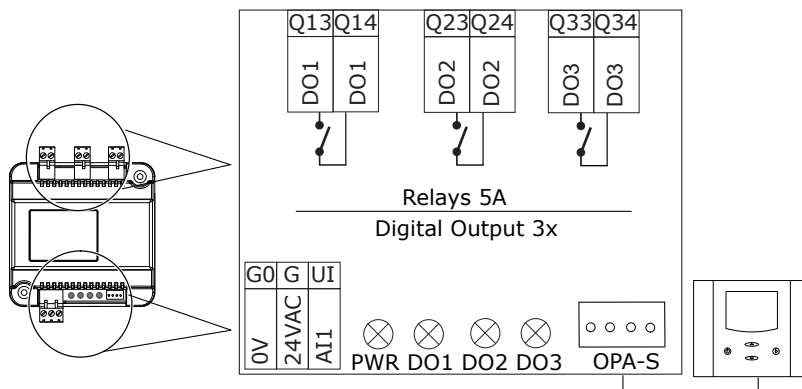 Q13 Q14 Q23 Q24 Q33 Q34
DO1 DO1 DO2 DO2 DO3 DO3
Relays 5A
Digital Output 3x
G0 G UI
0V 24VAC AI1
PWR DO1 DO2 DO3 OPA-S